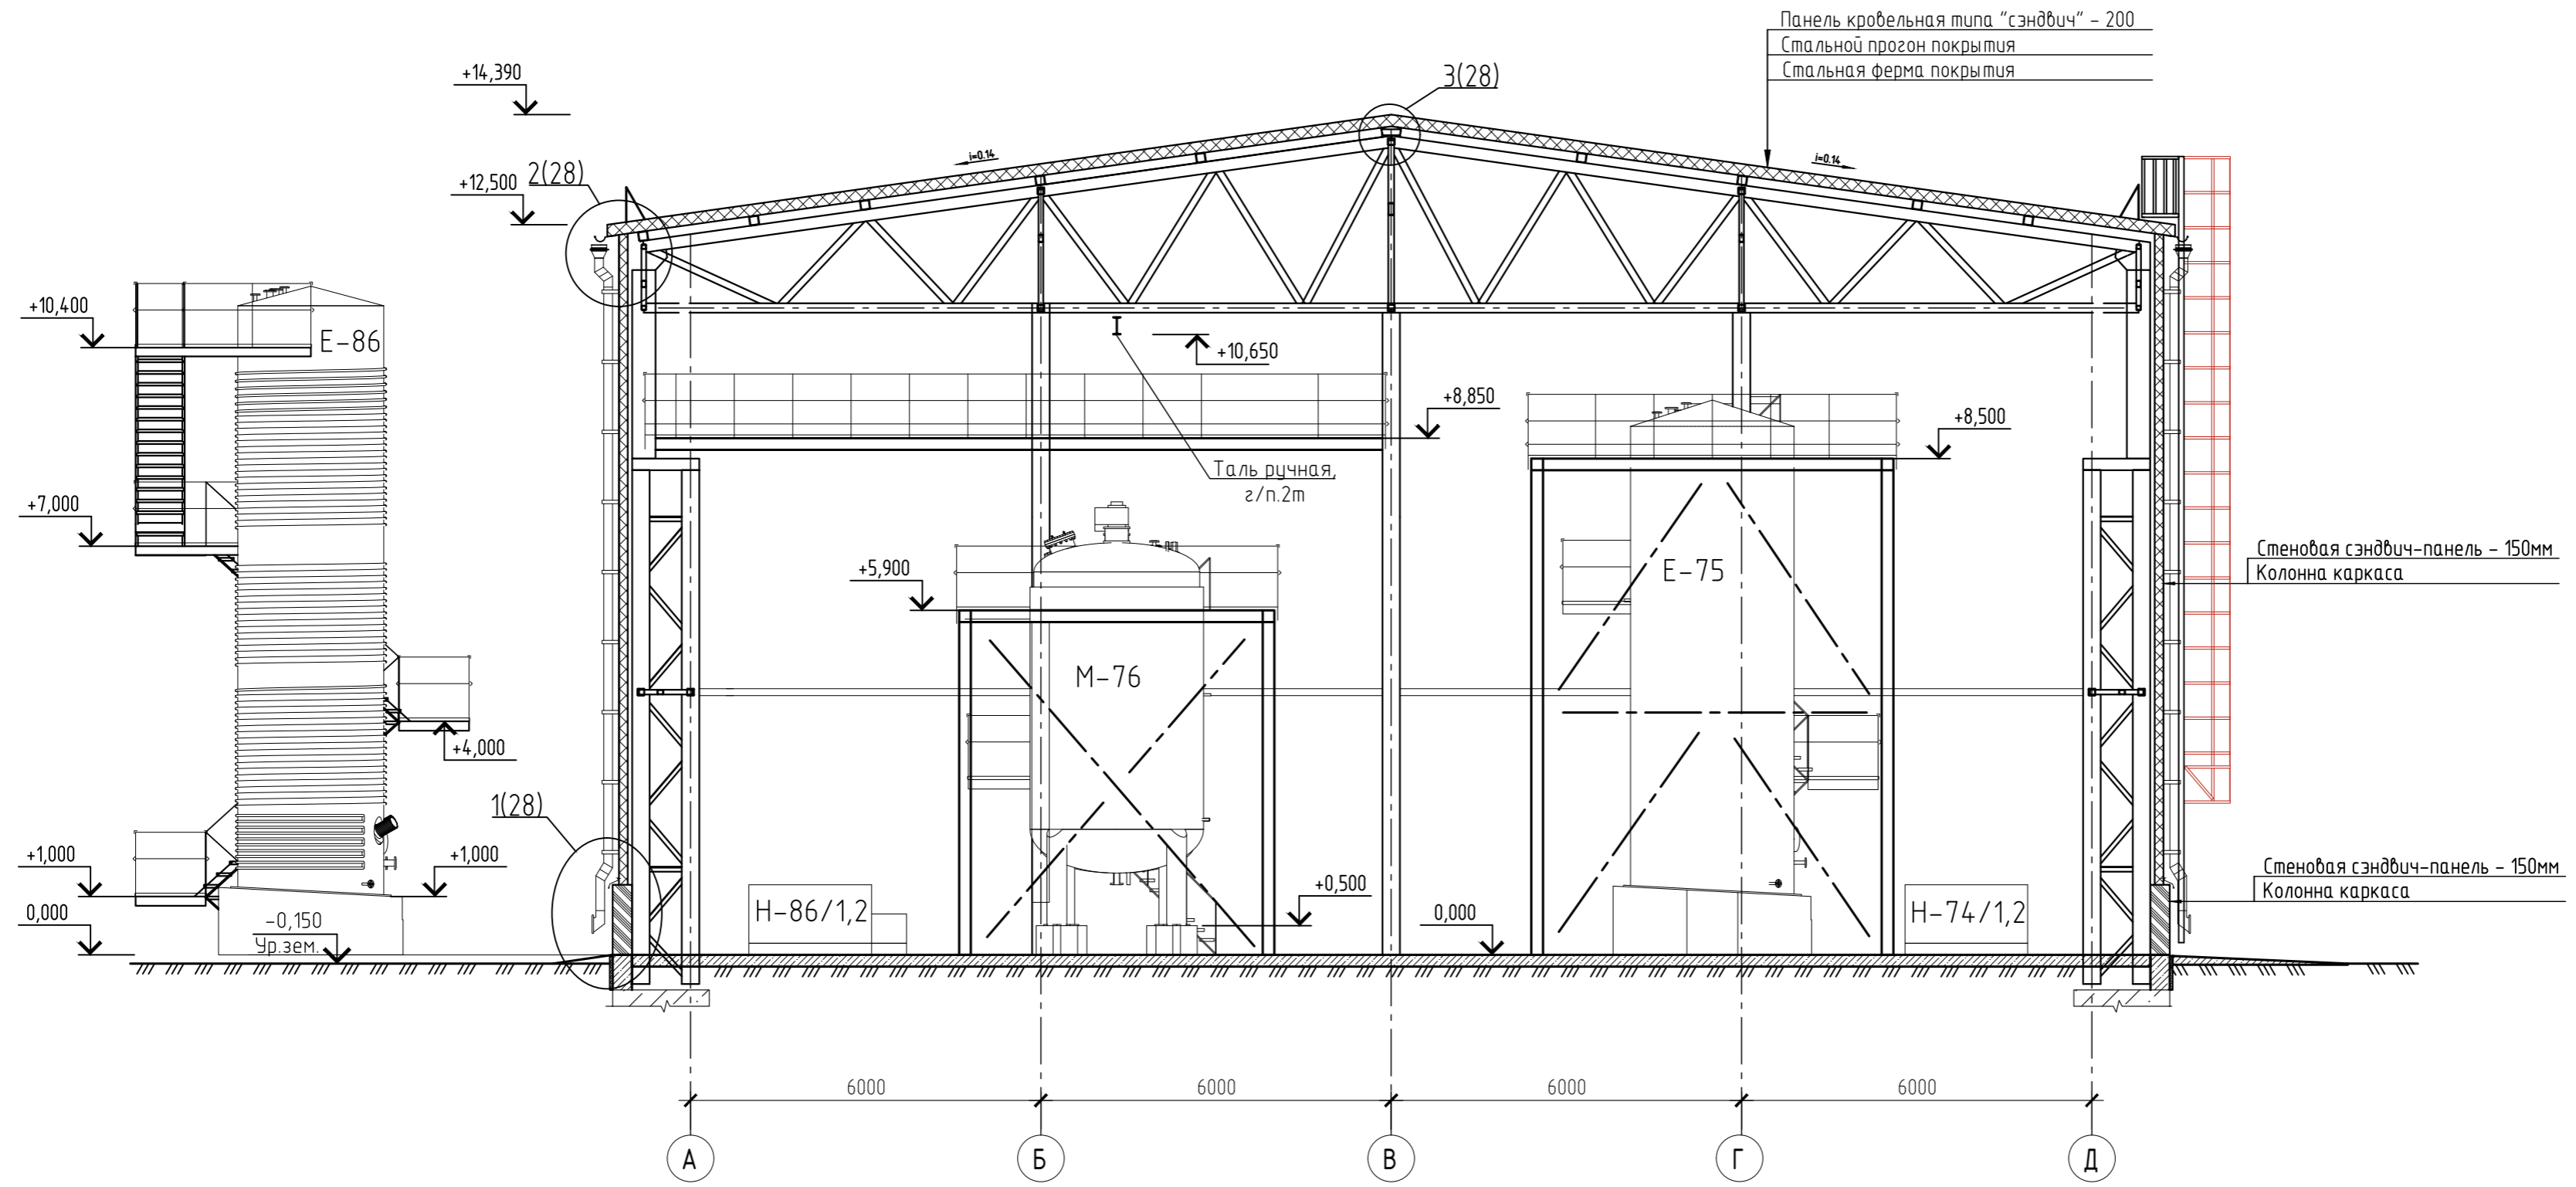 Панель кровельная типа "сэндвич" - 200
Стальной прогон покрытия
Стальная ферма покрытия
+14,390
3(28)
i=0.14
i=0.14
+12,500
2(28)
+10,400
Е-86
+10,650
+8,850
+8,500
Таль ручная,
г/п.2т
+7,000
Стеновая сэндвич-панель - 150мм
Колонна каркаса
+5,900
Е-75
М-76
+4,000
1(28)
+1,000
+1,000
Стеновая сэндвич-панель - 150мм
Колонна каркаса
+0,500
0,000
-0,150
Ур.зем.
Н-86/1,2
0,000
Н-74/1,2
6000
6000
6000
6000
А
Б
В
Г
Д